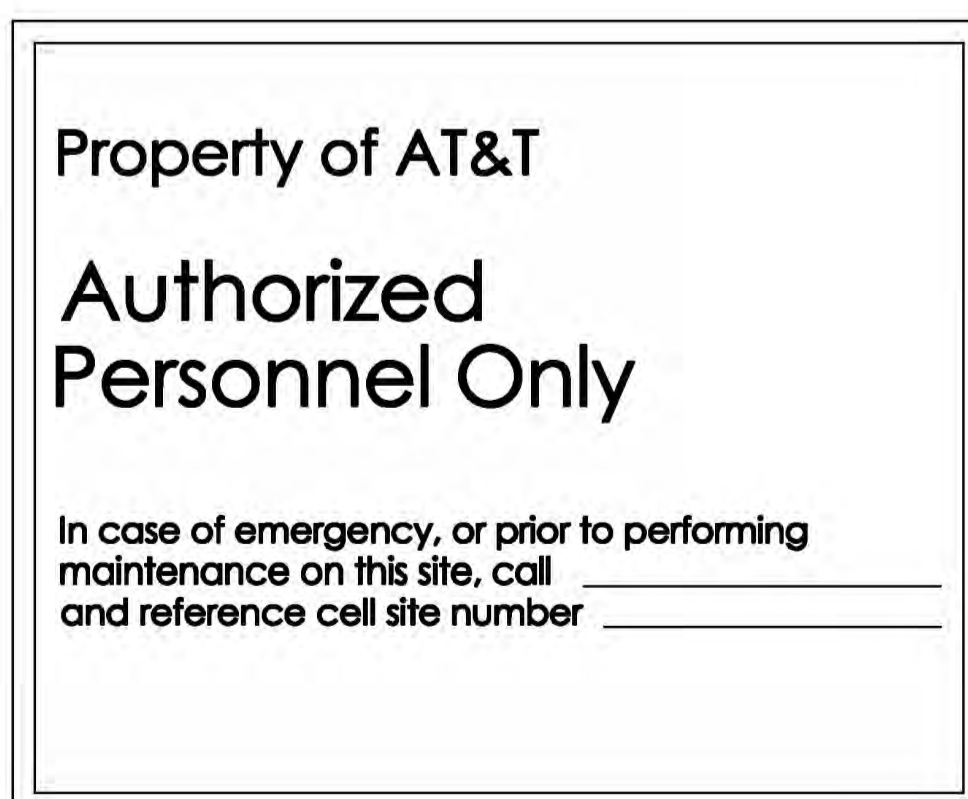 Property of AT&T
Authorized
Personnel Only
In case of emergency, or prior to performing
maintenance on this site, call
and reference cell site number